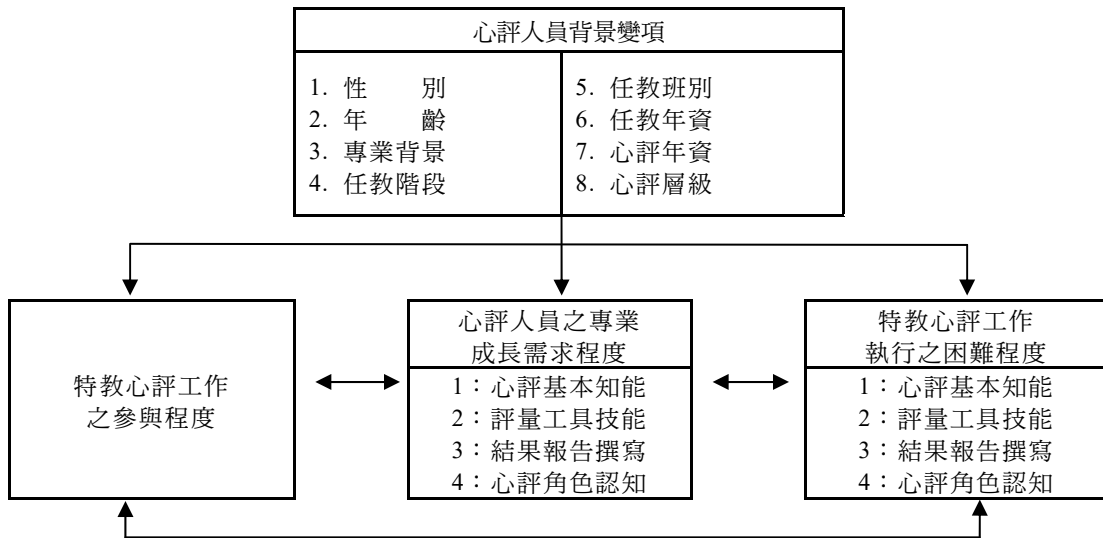 心評人員背景變項
1. 性 別
2. 年 齡
3. 專業背景
4. 任教階段
5. 任教班別
6. 任教年資
7. 心評年資
8. 心評層級
特教心評工作
之參與程度
心評人員之專業
成長需求程度
1：心評基本知能
2：評量工具技能
3：結果報告撰寫
4：心評角色認知
特教心評工作
執行之困難程度
1：心評基本知能
2：評量工具技能
3：結果報告撰寫
4：心評角色認知